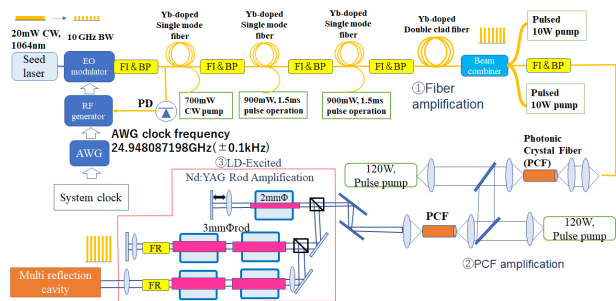 20mW CW,
1064nm
10 GHz BW
Seed
laser
EO
modulator
FI&BP
Yb-doped
Single mode
fiber
FI&BP
Yb-doped
Single mode
fiber
FI&BP
Yb-doped
Single mode
fiber
FI&BP
Yb-doped
Double clad fiber
Beam
combiner
Pulsed
10W pump
FI&BP
Pulsed
10W pump
①Fiber
amplification
RF
generator
PD
700mW
CW pump
900mW, 1.5ms
pulse operation
900mW, 1.5ms
pulse operation
AWG clock frequency
24.948087198GHz(±0.1kHz)
AWG
System clock
③LD-Excited
Nd:YAG Rod Amplification
2mmΦ
3mmΦrod
FR
FR
Multi reflection
cavity
120W,
Pulse pump
Photonic
Crystal Fiber
(PCF)
PCF
120W,
Pulse pump
②PCF amplification